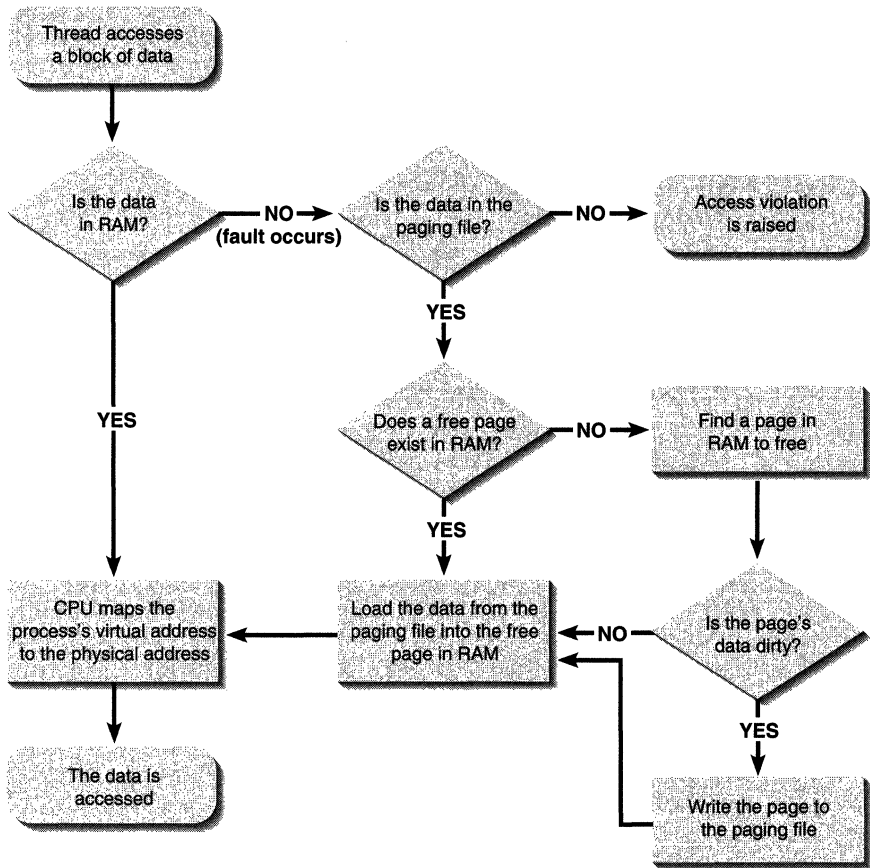 Thread accesses
a block of data
Is the data
in RAM?
NO
(fault occurs)
Is the data in the
paging file?
NO
Access violation
is raised
YES
YES
Does a free page
exist in RAM?
NO
Find a page in
RAM to free
YES
CPU maps the
process's virtual address
to the physical address
Load the data from the
paging file into the free
page in RAM
NO
Is the page's
data dirty?
YES
The data is
accessed
Write the page to
the paging file